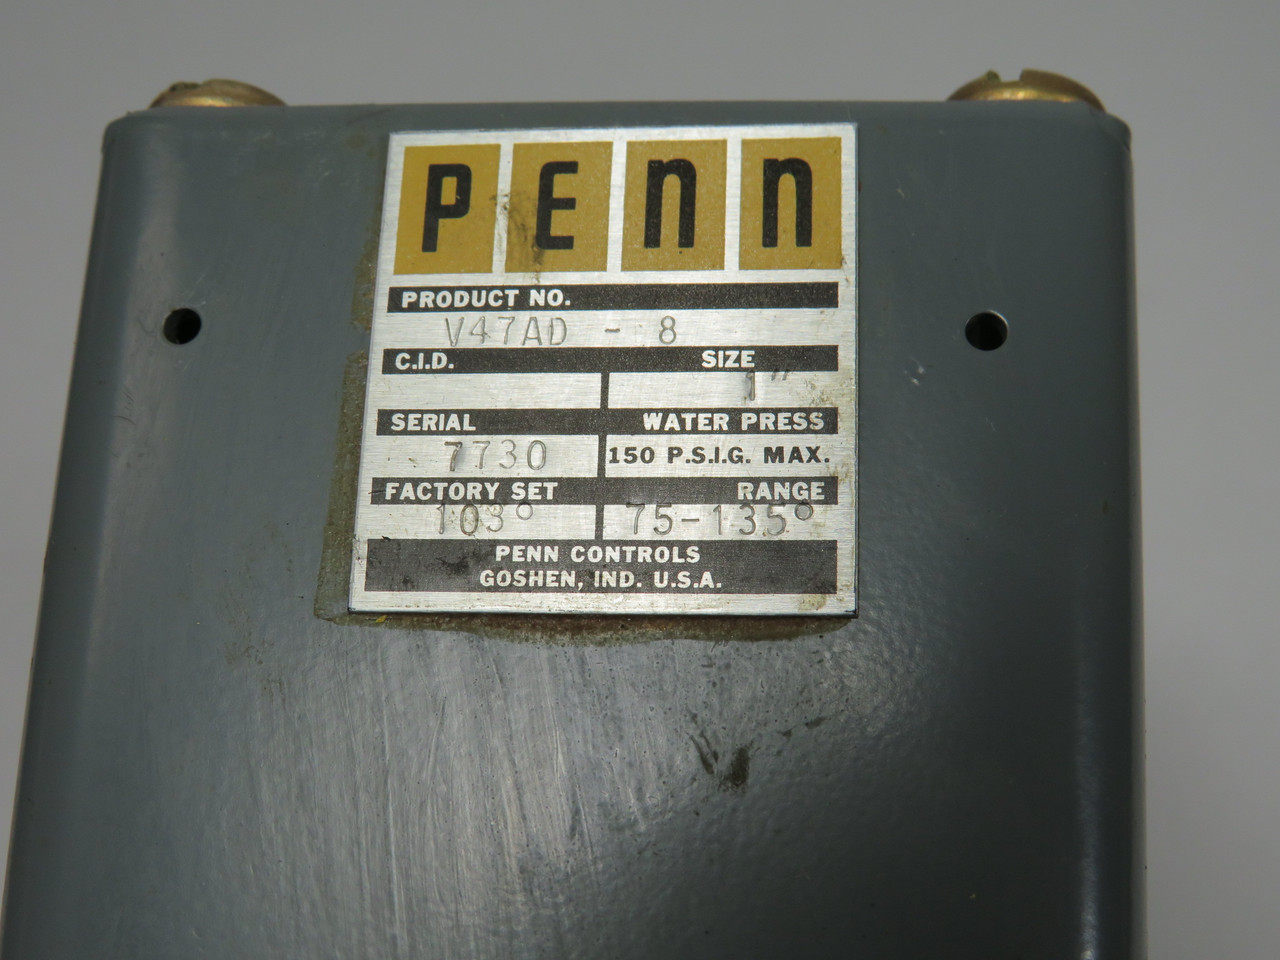 PEnn
PRODUCT NO.
V47AD - 8
C.I.D. SIZE
1"
SERIAL WATER PRESS
7730 150 P.S.I.G. MAX.
FACTORY SET RANGE
103° 75-135°
PENN CONTROLS
GOSHEN, IND. U.S.A.